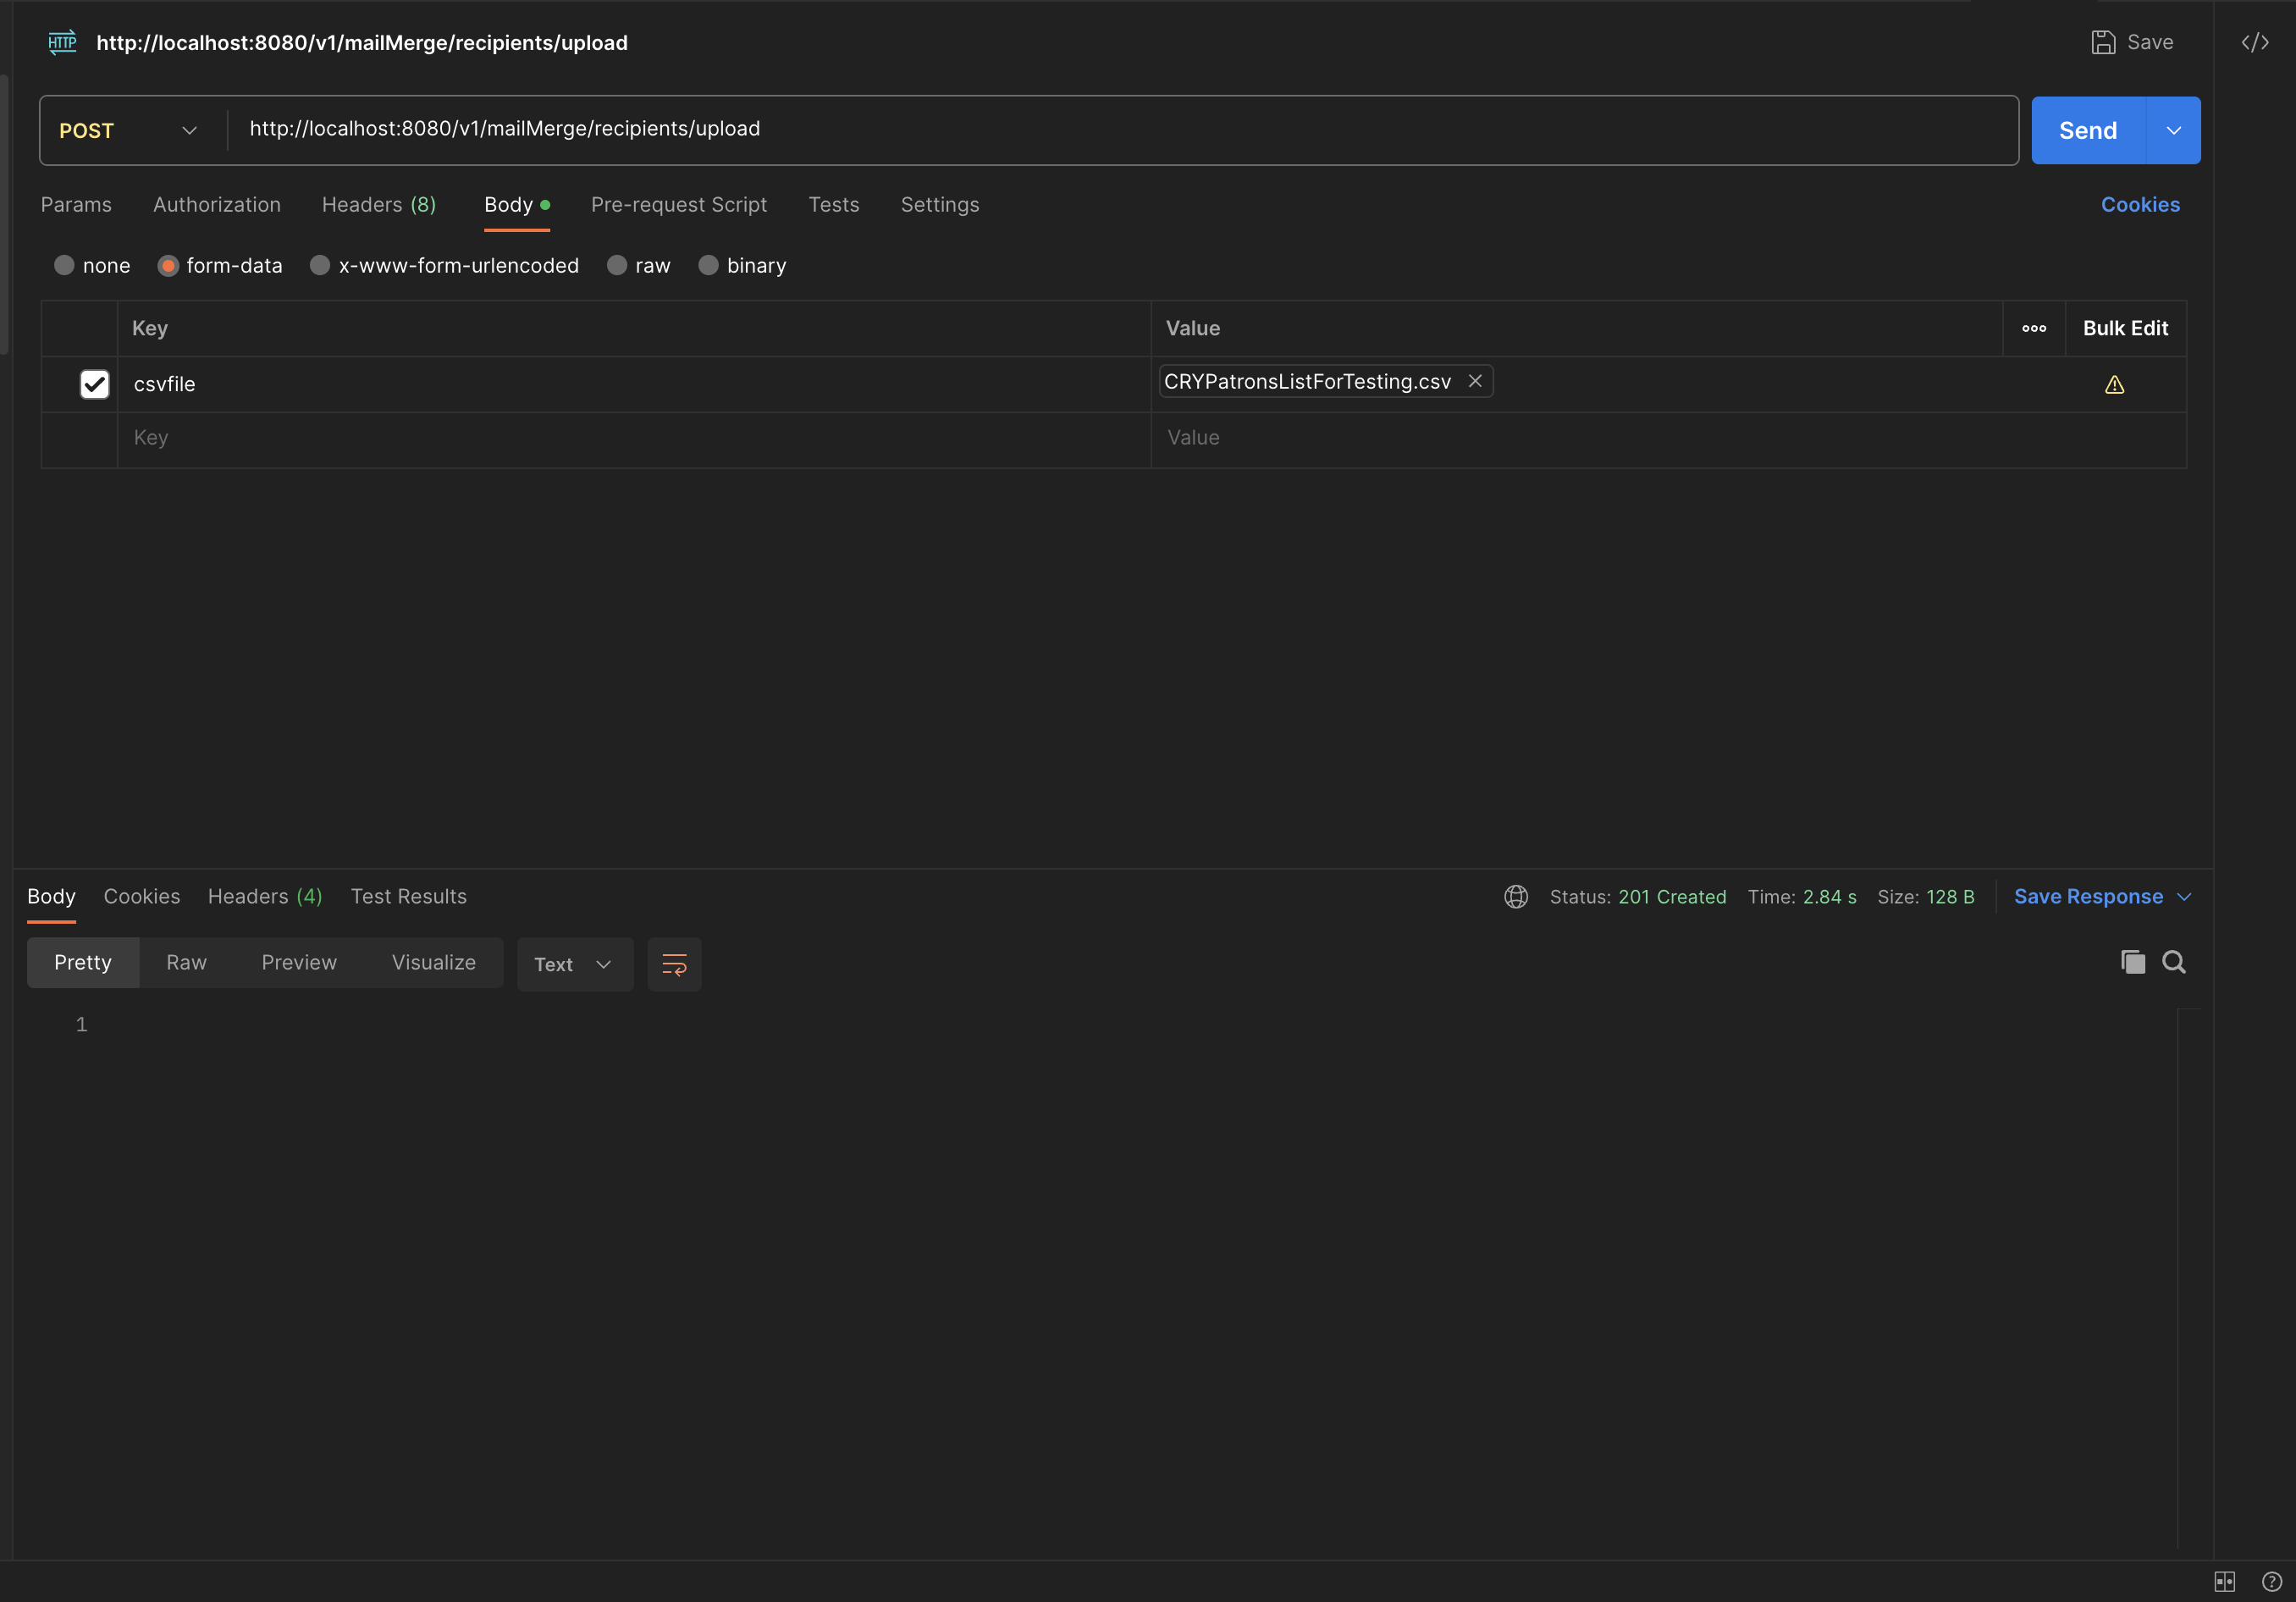 HTTP http://localhost:8080/v1/mailMerge/recipients/upload Save
POST http://localhost:8080/v1/mailMerge/recipients/upload Send
Params Authorization Headers (8) Body Pre-request Script Tests Settings Cookies
none form-data x-www-form-urlencoded raw binary
Key Value Bulk Edit
csvfile CRYPatronsListForTesting.csv
Key Value
Body Cookies Headers (4) Test Results Status: 201 Created Time: 2.84 s Size: 128 B Save Response
Pretty Raw Preview Visualize Text
1